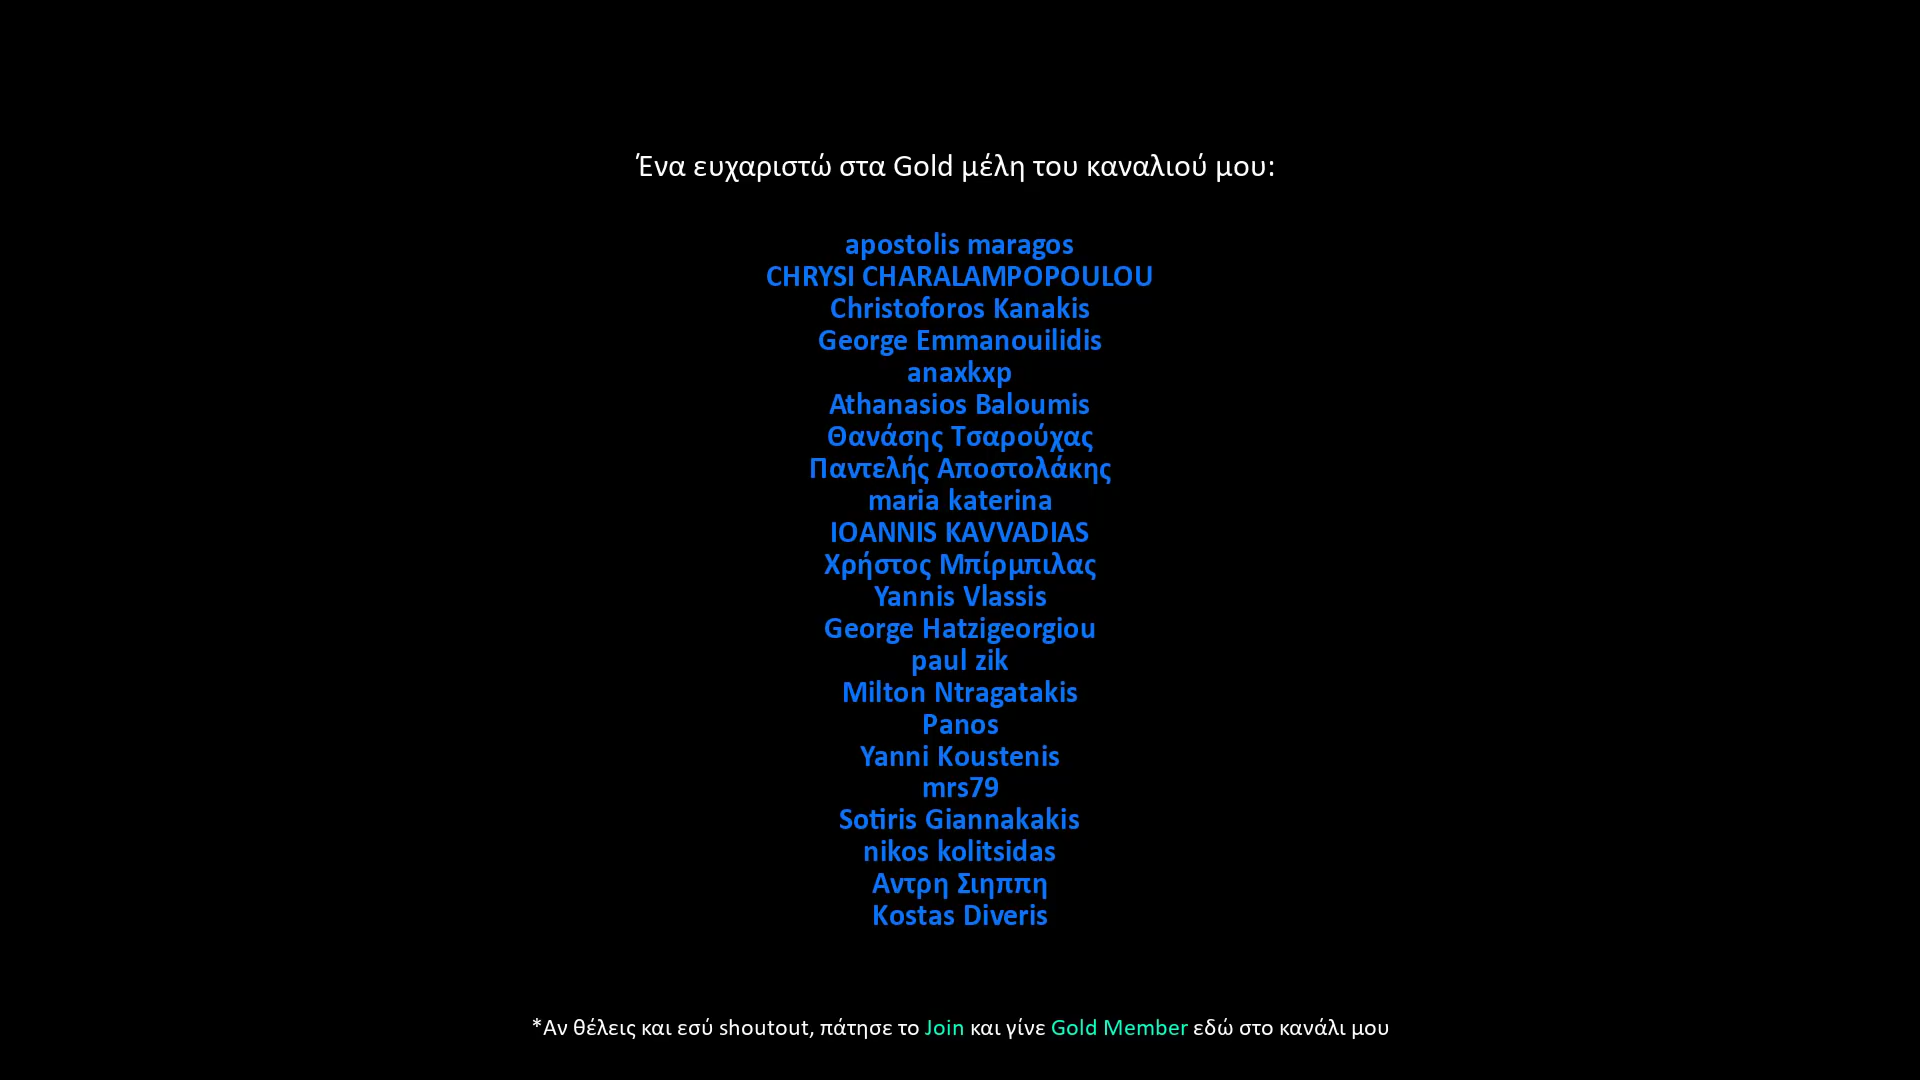 Ένα ευχαριστώ στα Gold μέλη του καναλιού μου:
apostolis maragos
CHRYSI CHARALAMPOPOULOU
Christoforos Kanakis
George Emmanouilidis
anaxkxp
Athanasios Baloumis
Θανάσης Τσαρούχας
Παντελής Αποστολάκης
maria katerina
IOANNIS KAVVADIAS
Χρήστος Μπίρμπιλας
Yannis Vlassis
George Hatzigeorgiou
paul zik
Milton Ntragatakis
Panos
Yanni Koustenis
mrs79
Sotiris Giannakakis
nikos kolitsidas
Αντρη Σιηππη
Kostas Diveris
*Αν θέλεις και εσύ shoutout, πάτησε το Join και γίνε Gold Member εδώ στο κανάλι μου